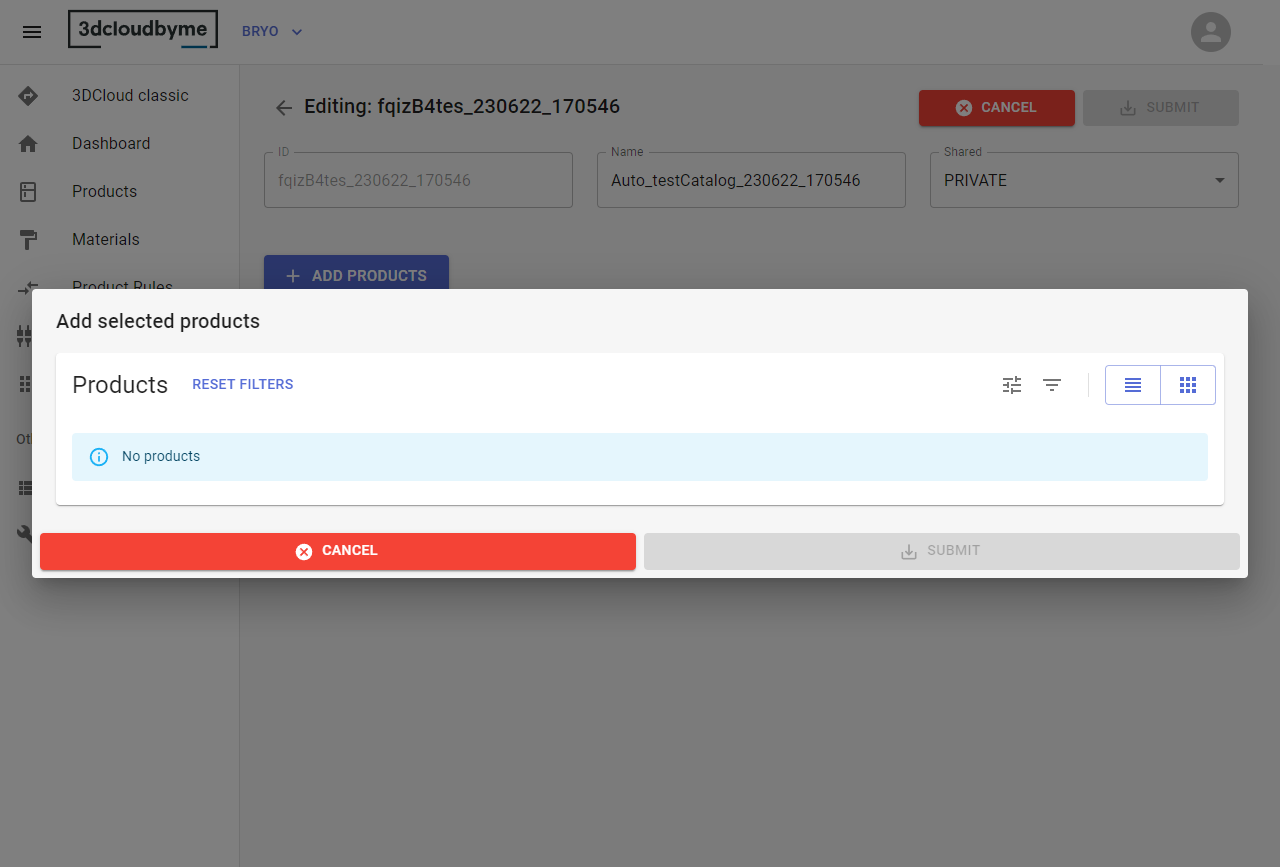 3dcloudbyme
BRYO
3DCloud classic
Dashboard
Products
Materials
Product Rules
Editing: fqizB4tes_230622_170546
CANCEL
SUBMIT
ID
fqizB4tes_230622_170546
Name
Auto_testCatalog_230622_170546
Shared
PRIVATE
ADD PRODUCTS
Add selected products
Products
RESET FILTERS
No products
CANCEL
SUBMIT